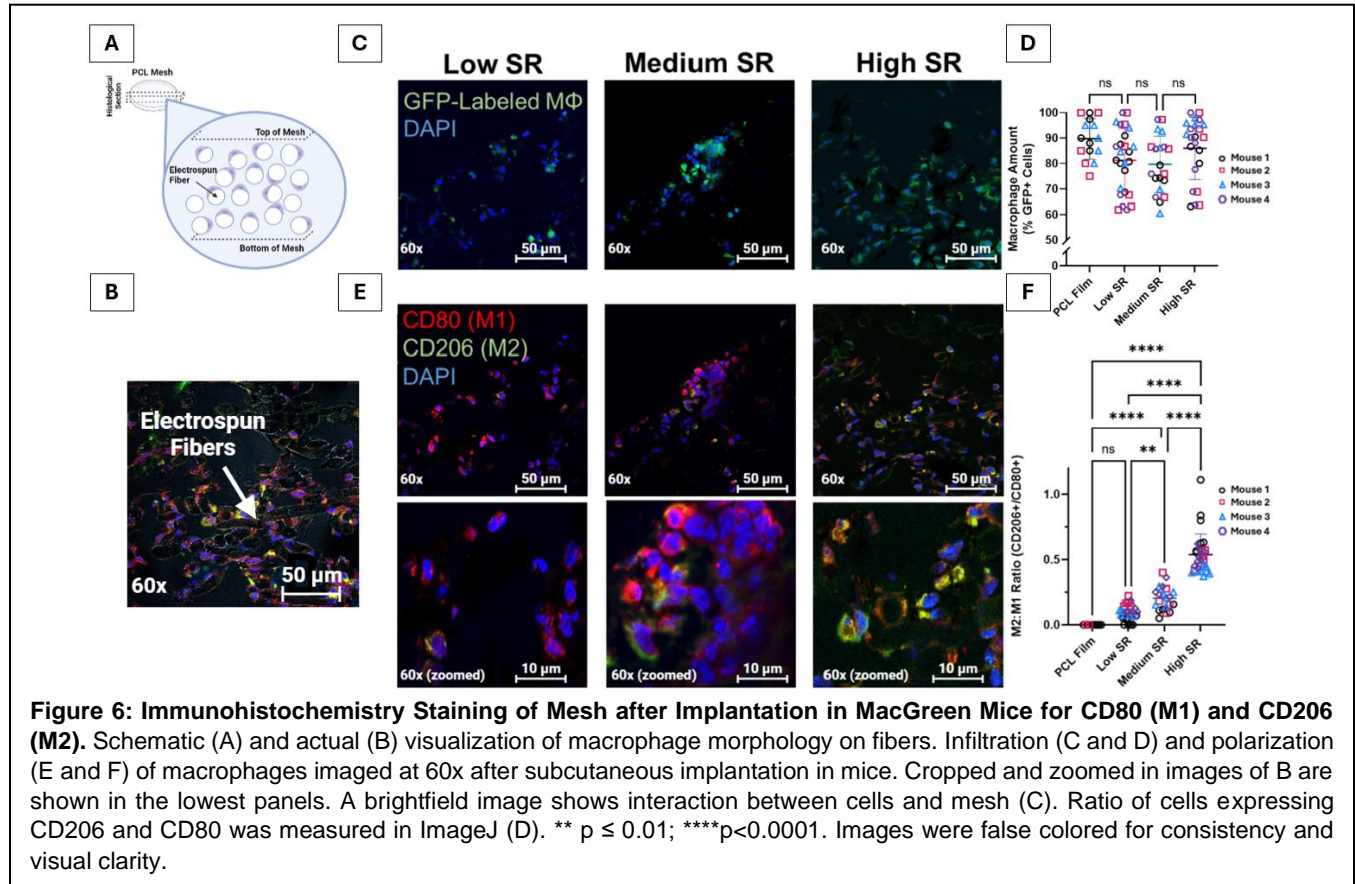 A
PCL Mesh
Histological
Section
Top of Mesh
Electrospun
Fiber
Bottom of Mesh
B
Electrospun
Fibers
60x
50 µm
C
Low SR
Medium SR
High SR
GFP-Labeled MΦ
DAPI
60x
50 µm
60x
50 µm
60x
50 µm
D
ns
ns
ns
Macrophage Amount
(% GFP+ Cells)
100
90
80
70
60
50
0
PCL Film
Low SR
Medium SR
High SR
Mouse 1
Mouse 2
Mouse 3
Mouse 4
E
CD80 (M1)
CD206 (M2)
DAPI
60x
50 µm
60x
50 µm
60x
50 µm
60x (zoomed)
10 µm
60x (zoomed)
10 µm
60x (zoomed)
10 µm
F
****
****
****
****
ns
**
M2:M1 Ratio (CD206+/CD80+)
1.0
0.5
0.0
PCL Film
Low SR
Medium SR
High SR
Mouse 1
Mouse 2
Mouse 3
Mouse 4
Figure 6: Immunohistochemistry Staining of Mesh after Implantation in MacGreen Mice for CD80 (M1) and CD206
(M2). Schematic (A) and actual (B) visualization of macrophage morphology on fibers. Infiltration (C and D) and polarization
(E and F) of macrophages imaged at 60x after subcutaneous implantation in mice. Cropped and zoomed in images of B are
shown in the lowest panels. A brightfield image shows interaction between cells and mesh (C). Ratio of cells expressing
CD206 and CD80 was measured in ImageJ (D). ** p ≤ 0.01; ****p<0.0001. Images were false colored for consistency and
visual clarity.